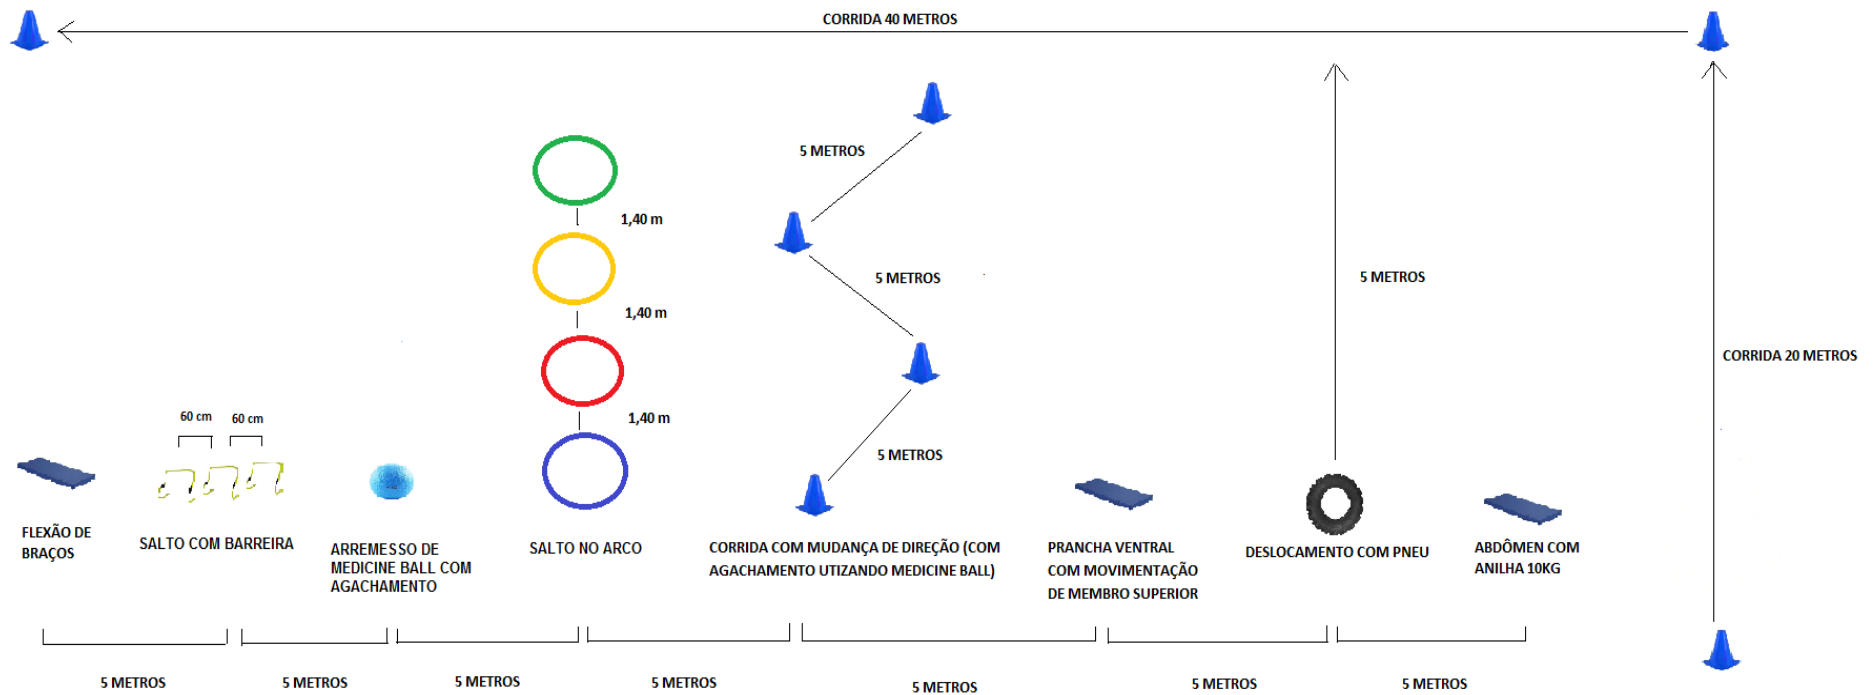 CORRIDA 40 METROS
5 METROS
1,40 m
5 METROS
5 METROS
1,40 m
CORRIDA 20 METROS
60 cm
60 cm
1,40 m
5 METROS
FLEXÃO DE
BRAÇOS
SALTO COM BARREIRA
ARREMESSO DE
MEDICINE BALL COM
AGACHAMENTO
SALTO NO ARCO
CORRIDA COM MUDANÇA DE DIREÇÃO (COM
AGACHAMENTO UTIZANDO MEDICINE BALL)
PRANCHA VENTRAL
COM MOVIMENTAÇÃO
DE MEMBRO SUPERIOR
DESLOCAMENTO COM PNEU
ABDÔMEN COM
ANILHA 10KG
5 METROS
5 METROS
5 METROS
5 METROS
5 METROS
5 METROS
5 METROS